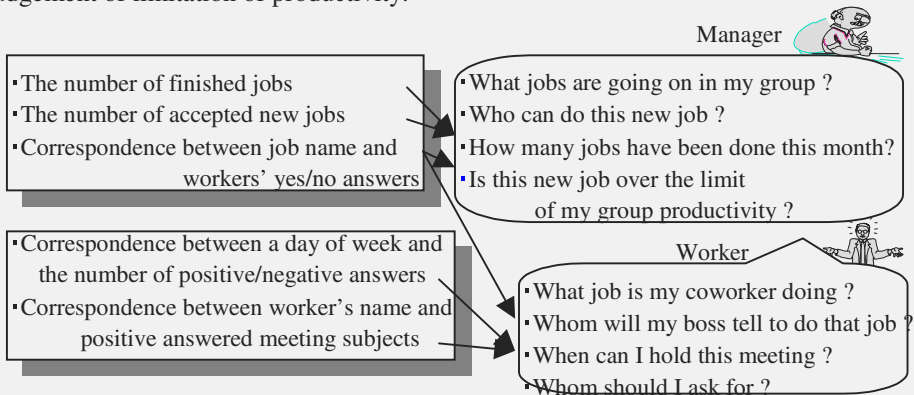 judgement of limitation of productivity.
Manager
▪The number of finished jobs
▪The number of accepted new jobs
▪Correspondence between job name and
workers' yes/no answers
▪What jobs are going on in my group ?
▪Who can do this new job ?
▪How many jobs have been done this month?
▪Is this new job over the limit
of my group productivity ?
▪Correspondence between a day of week and
the number of positive/negative answers
▪Correspondence between worker's name and
positive answered meeting subjects
Worker
▪What job is my coworker doing ?
▪Whom will my boss tell to do that job ?
▪When can I hold this meeting ?
▪Whom should I ask for ?